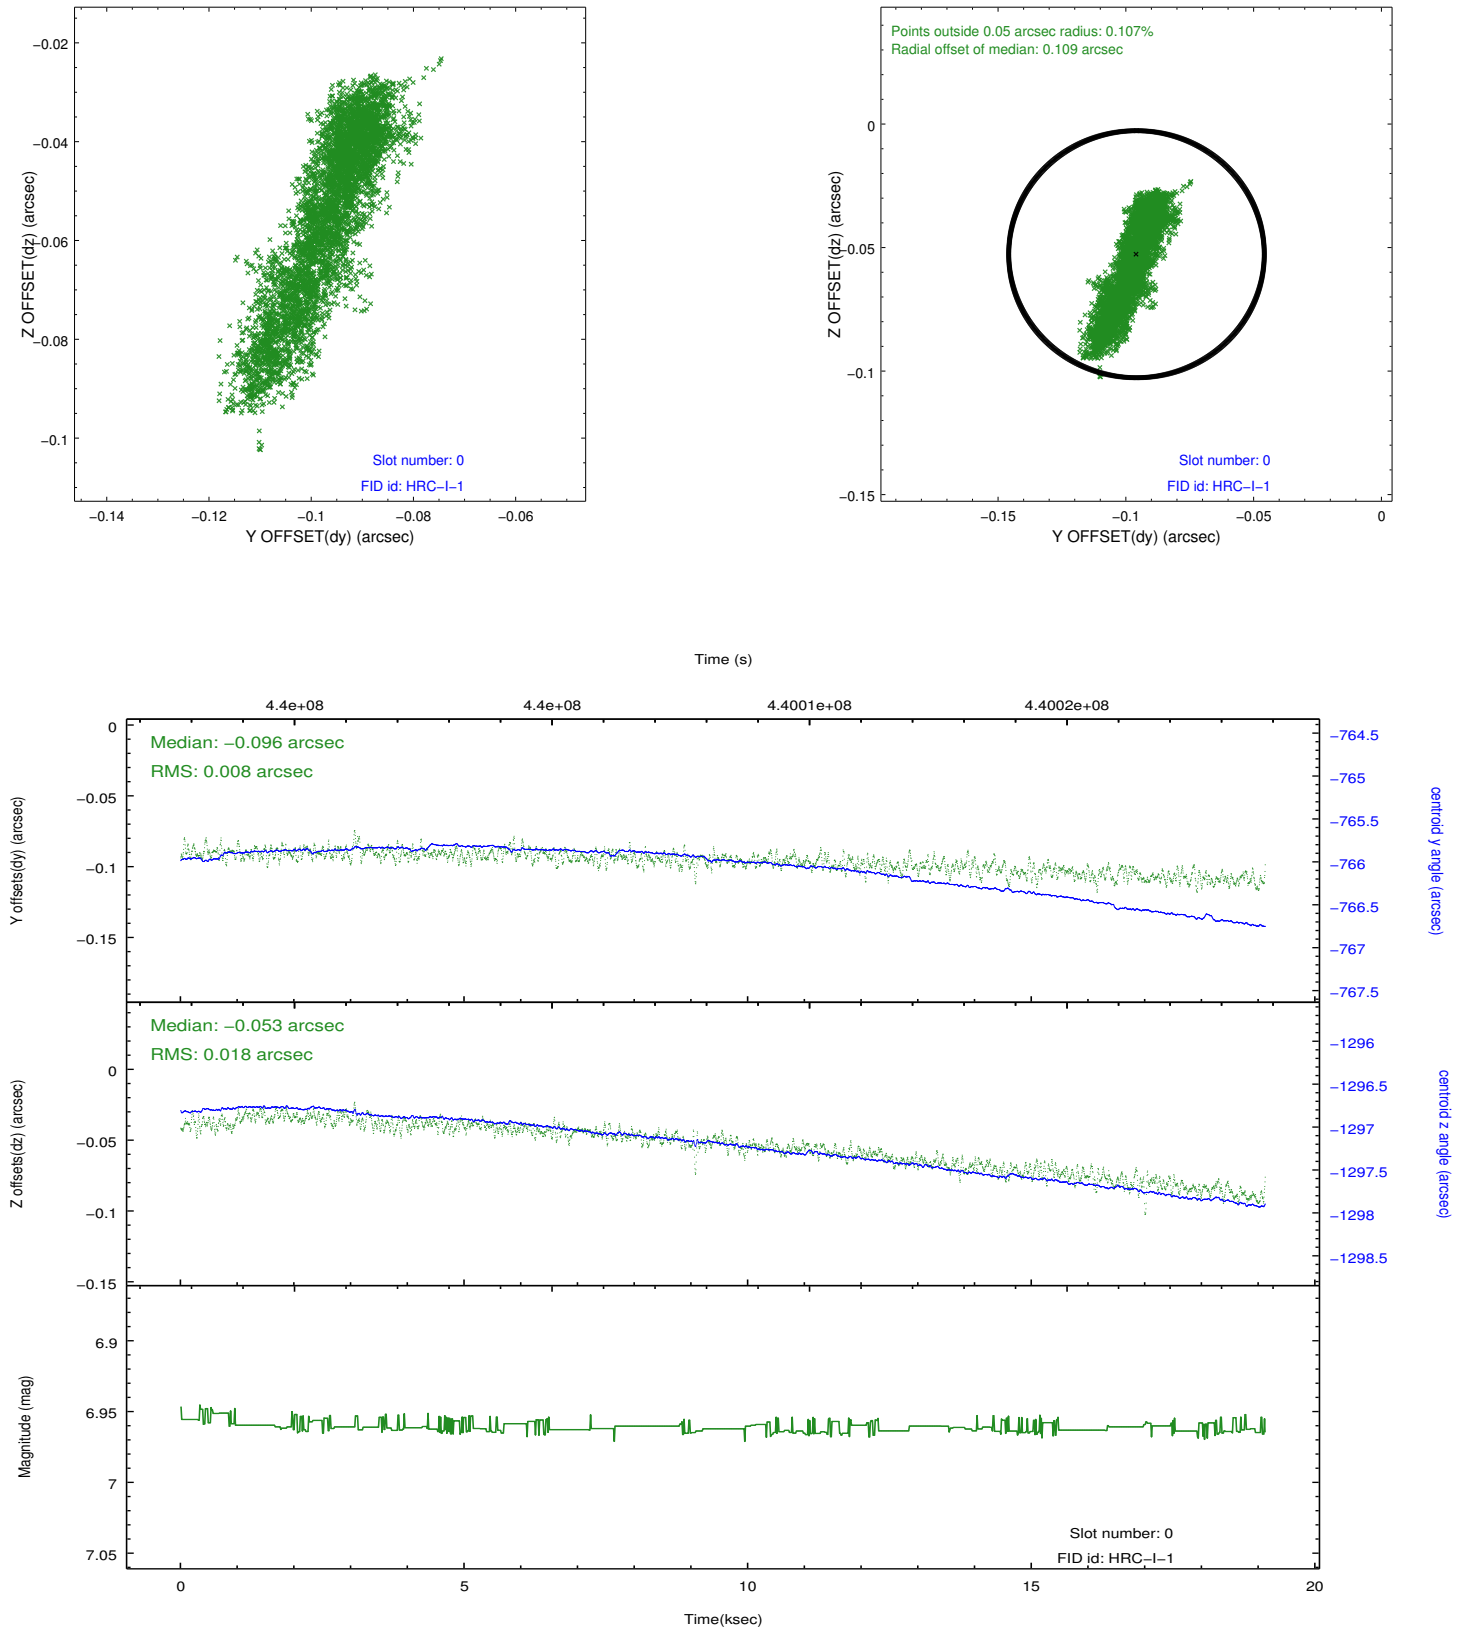 −0.02
−0.04
−0.06
−0.08
−0.1
Z OFFSET(dz) (arcsec)
Slot number: 0
FID id: HRC−I−1
−0.14
−0.12
−0.1
−0.08
−0.06
Y OFFSET(dy) (arcsec)
Points outside 0.05 arcsec radius: 0.107%
Radial offset of median: 0.109 arcsec
0
−0.05
−0.1
−0.15
Z OFFSET(dz) (arcsec)
Slot number: 0
FID id: HRC−I−1
−0.15
−0.1
−0.05
0
Y OFFSET(dy) (arcsec)
Time (s)
4.4e+08
4.4e+08
4.4001e+08
4.4002e+08
Median: −0.096 arcsec
RMS: 0.008 arcsec
0
−0.05
−0.1
−0.15
Y offsets(dy) (arcsec)
−764.5
−765
−765.5
−766
−766.5
−767
−767.5
centroid y angle (arcsec)
Median: −0.053 arcsec
RMS: 0.018 arcsec
0
−0.05
−0.1
−0.15
Z offsets(dz) (arcsec)
−1296
−1296.5
−1297
−1297.5
−1298
−1298.5
centroid z angle (arcsec)
6.9
6.95
7
7.05
Magnitude (mag)
Slot number: 0
FID id: HRC−I−1
0
5
10
15
20
Time(ksec)